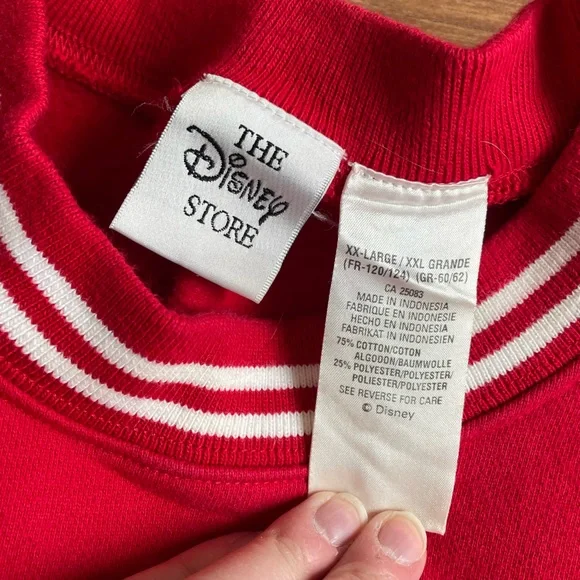 THE
Disney
STORE
XX-LARGE / XXL GRANDE
(FR-120/124) (GR-60/62)
CA 25083
MADE IN INDONESIA
FABRIQUE EN INDONESIE
HECHO EN INDONESIA
FABRIKAT IN INDONESIEN
75% COTTON/COTON
ALGODON/BAUMWOLLE
25% POLYESTER/POLYESTER/
POLIESTER/POLYESTER
SEE REVERSE FOR CARE
© Disney